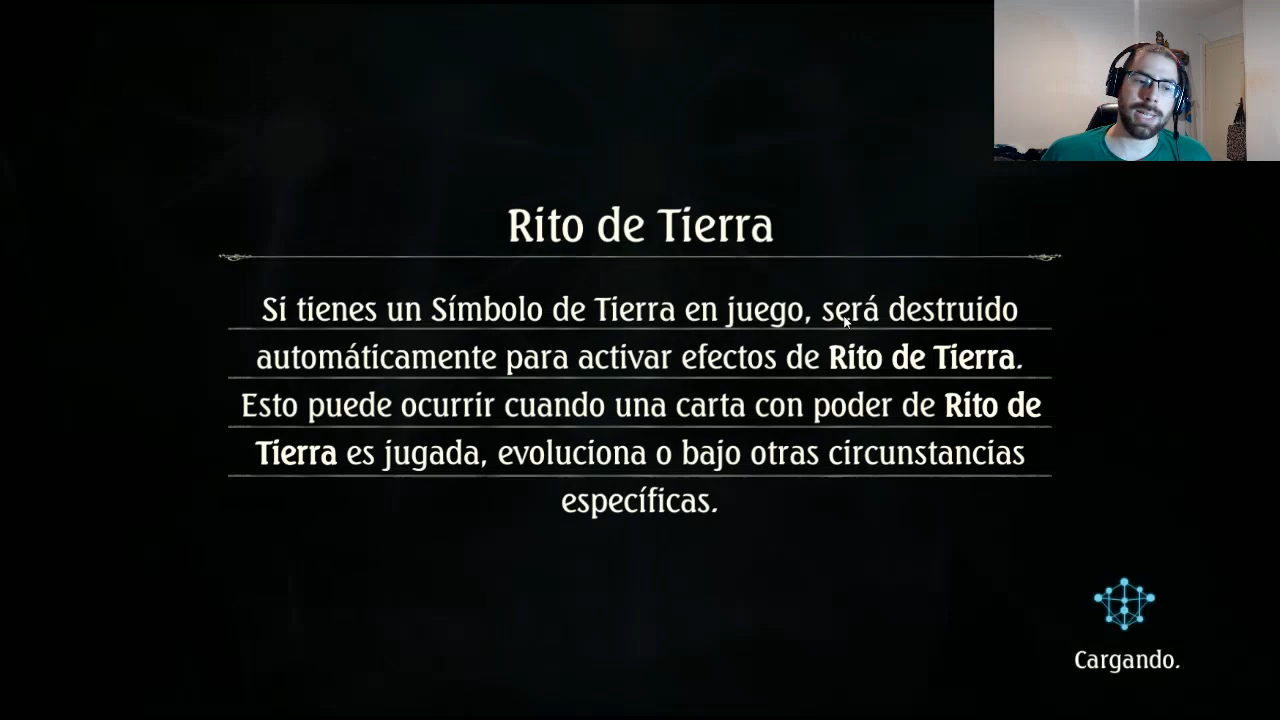 Rito de Tierra
Si tienes un Símbolo de Tierra en juego, será destruido
automáticamente para activar efectos de Rito de Tierra.
Esto puede ocurrir cuando una carta con poder de Rito de
Tierra es jugada, evoluciona o bajo otras circunstancias
específicas.
Cargando.